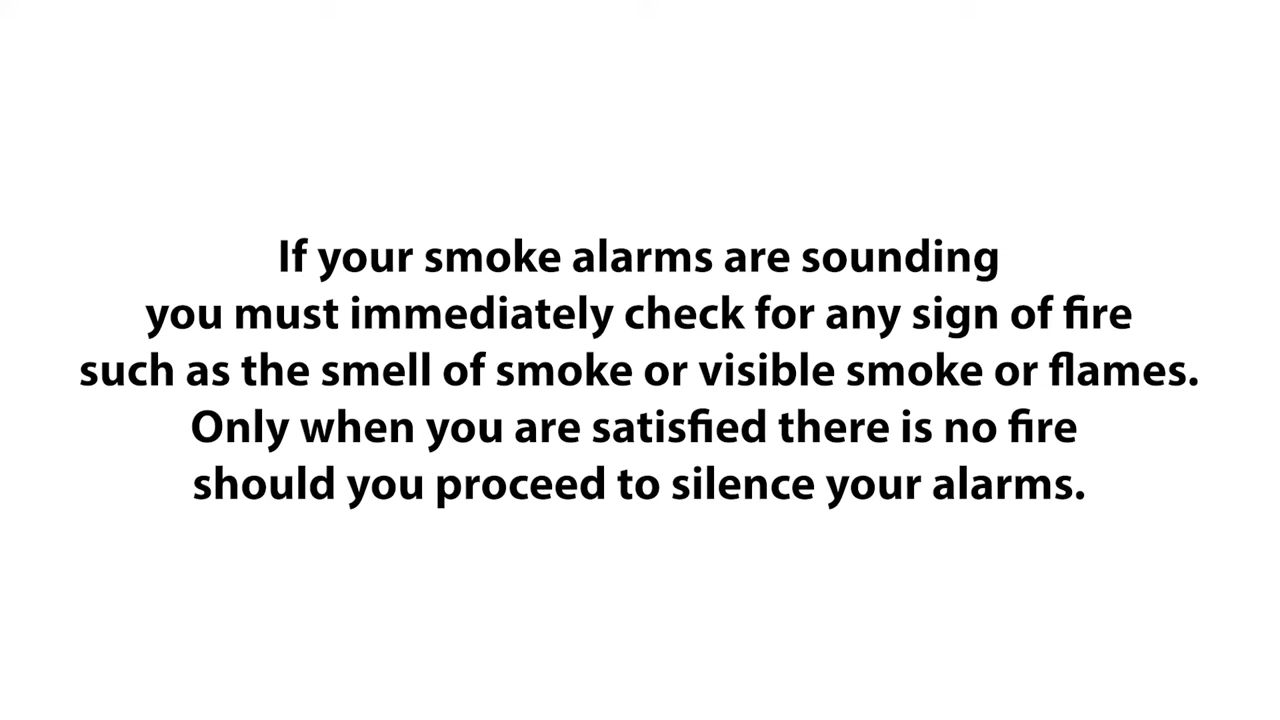 If your smoke alarms are sounding
you must immediately check for any sign of fire
such as the smell of smoke or visible smoke or flames.
Only when you are satisfied there is no fire
should you proceed to silence your alarms.